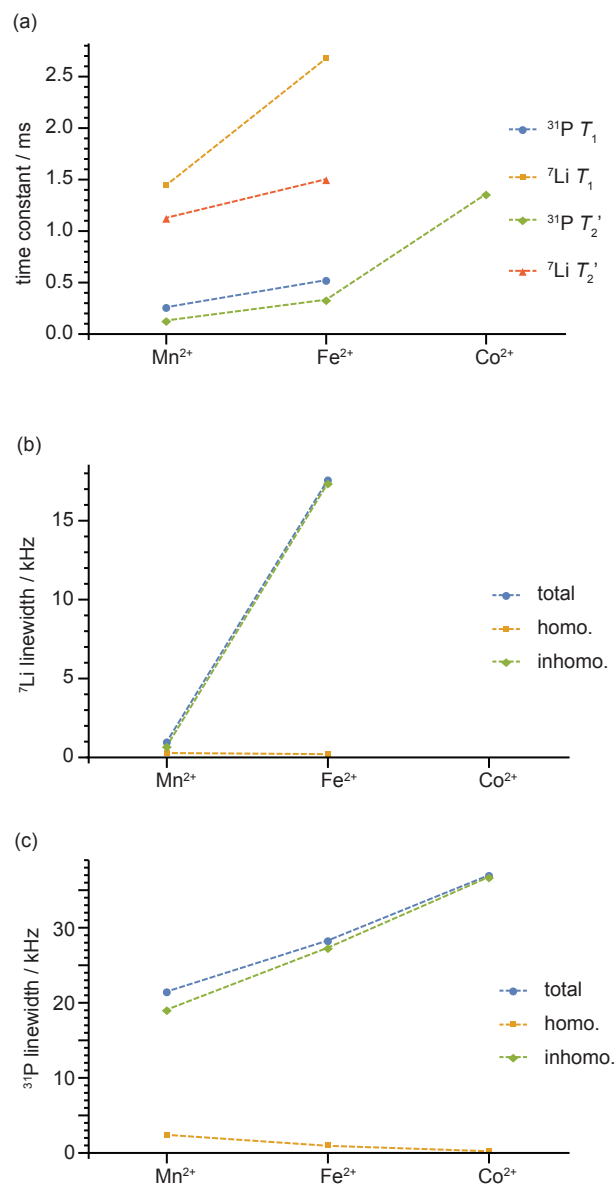 (a)
time constant / ms
2.5
2.0
1.5
1.0
0.5
0.0
Mn²⁺ Fe²⁺ Co²⁺
³¹P T₁
⁷Li T₁
³¹P T₂'
⁷Li T₂'
(b)
⁷Li linewidth / kHz
15
10
5
0
Mn²⁺ Fe²⁺ Co²⁺
total
homo.
inhomo.
(c)
³¹P linewidth / kHz
30
20
10
0
Mn²⁺ Fe²⁺ Co²⁺
total
homo.
inhomo.